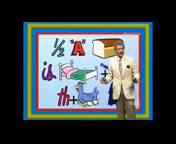 ½ "A"
is +
th+